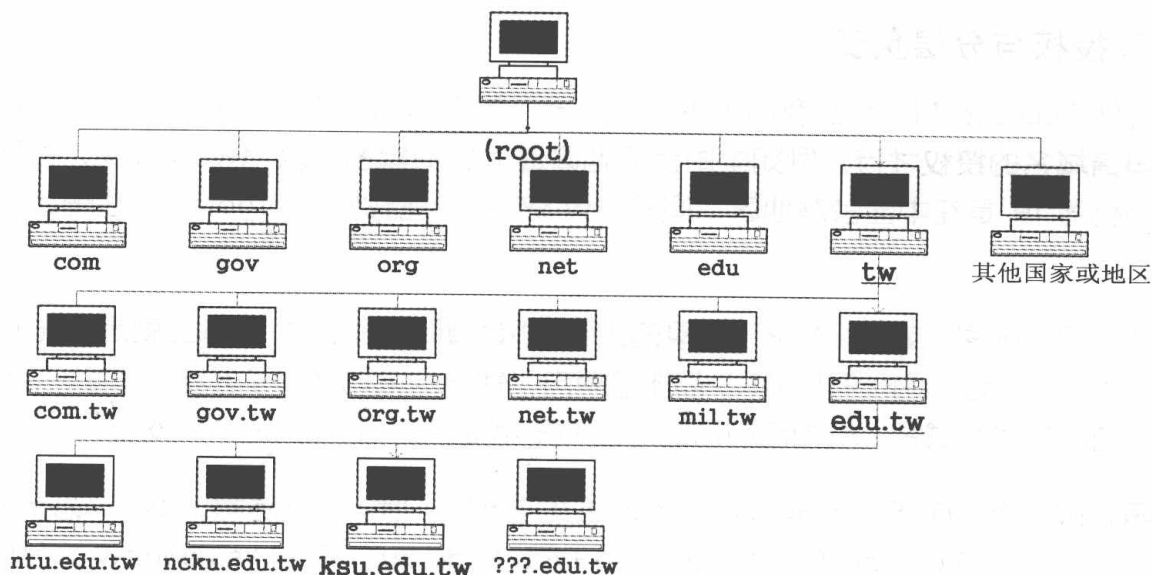 (root)
com
gov
org
net
edu
tw
其他国家或地区
com.tw
gov.tw
org.tw
net.tw
mil.tw
edu.tw
ntu.edu.tw
ncku.edu.tw
ksu.edu.tw
???.edu.tw